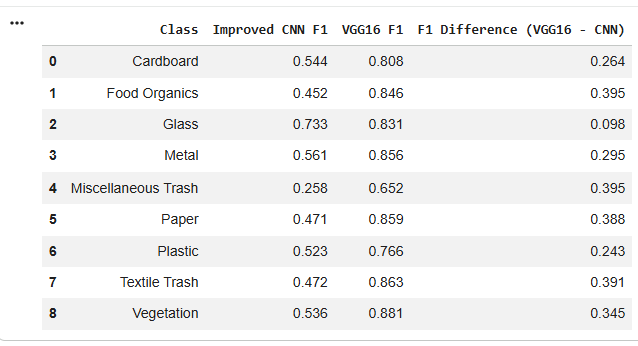 •••
Class Improved CNN F1 VGG16 F1 F1 Difference (VGG16 - CNN)
0 Cardboard 0.544 0.808 0.264
1 Food Organics 0.452 0.846 0.395
2 Glass 0.733 0.831 0.098
3 Metal 0.561 0.856 0.295
4 Miscellaneous Trash 0.258 0.652 0.395
5 Paper 0.471 0.859 0.388
6 Plastic 0.523 0.766 0.243
7 Textile Trash 0.472 0.863 0.391
8 Vegetation 0.536 0.881 0.345